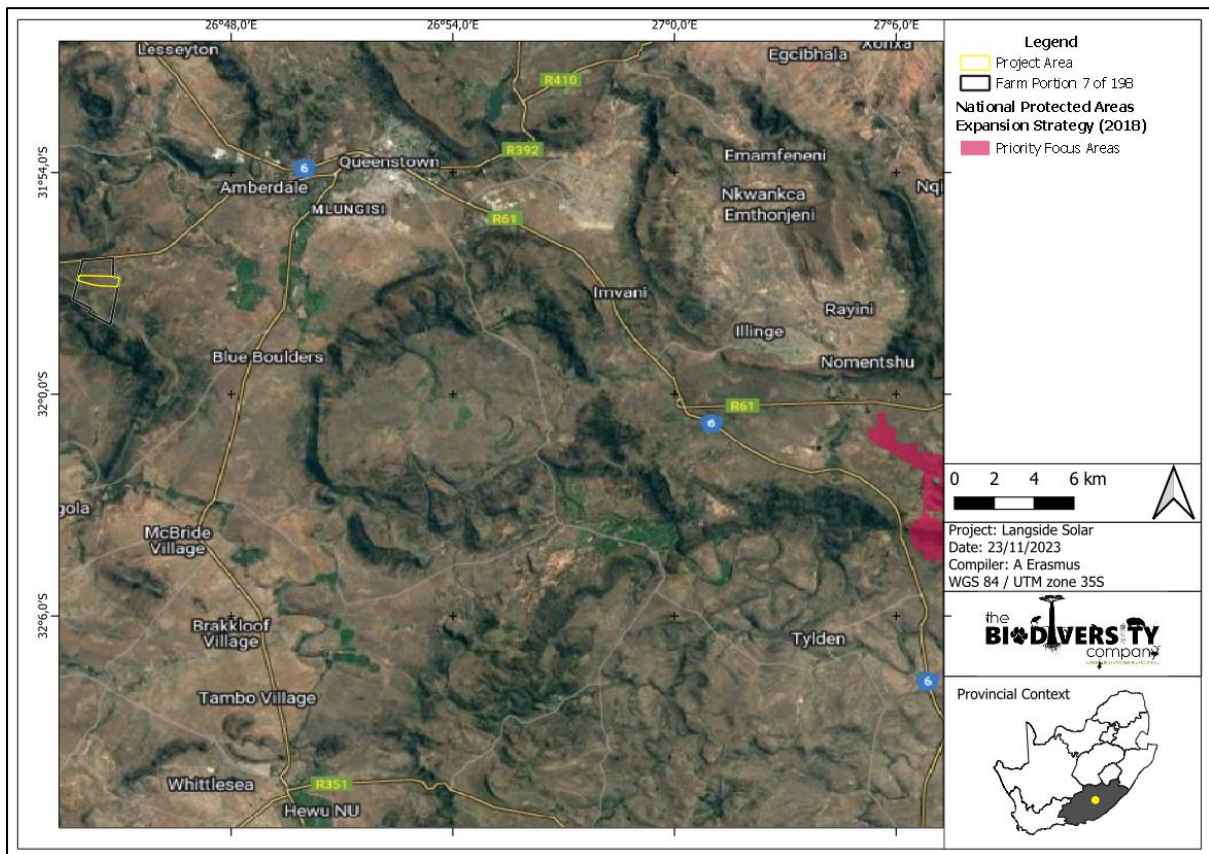 26°48,0'E
26°54,0'E
27°0,0'E
27°6,0'E
31°54,0'S
32°0,0'S
32°6,0'S
Lesseyton
R410
Egcibhala
Xonxa
6
Queenstown
R392
Emamfeneni
Amberdale
Nkwankca
Emthonjeni
Nqi
MLUNGISI
R61
Imvani
Rayini
Illinge
Blue Boulders
Nomentshu
R61
6
gola
McBride
Village
Brakkloof
Village
Tylden
6
Tambo Village
Whittlesea
R351
Hewu NU
Legend
Project Area
Farm Portion 7 of 198
National Protected Areas
Expansion Strategy (2018)
Priority Focus Areas
0 2 4 6 km
Project: Langside Solar
Date: 23/11/2023
Compiler: A Erasmus
WGS 84 / UTM zone 35S
the
BIODIVERSITY
company
Provincial Context